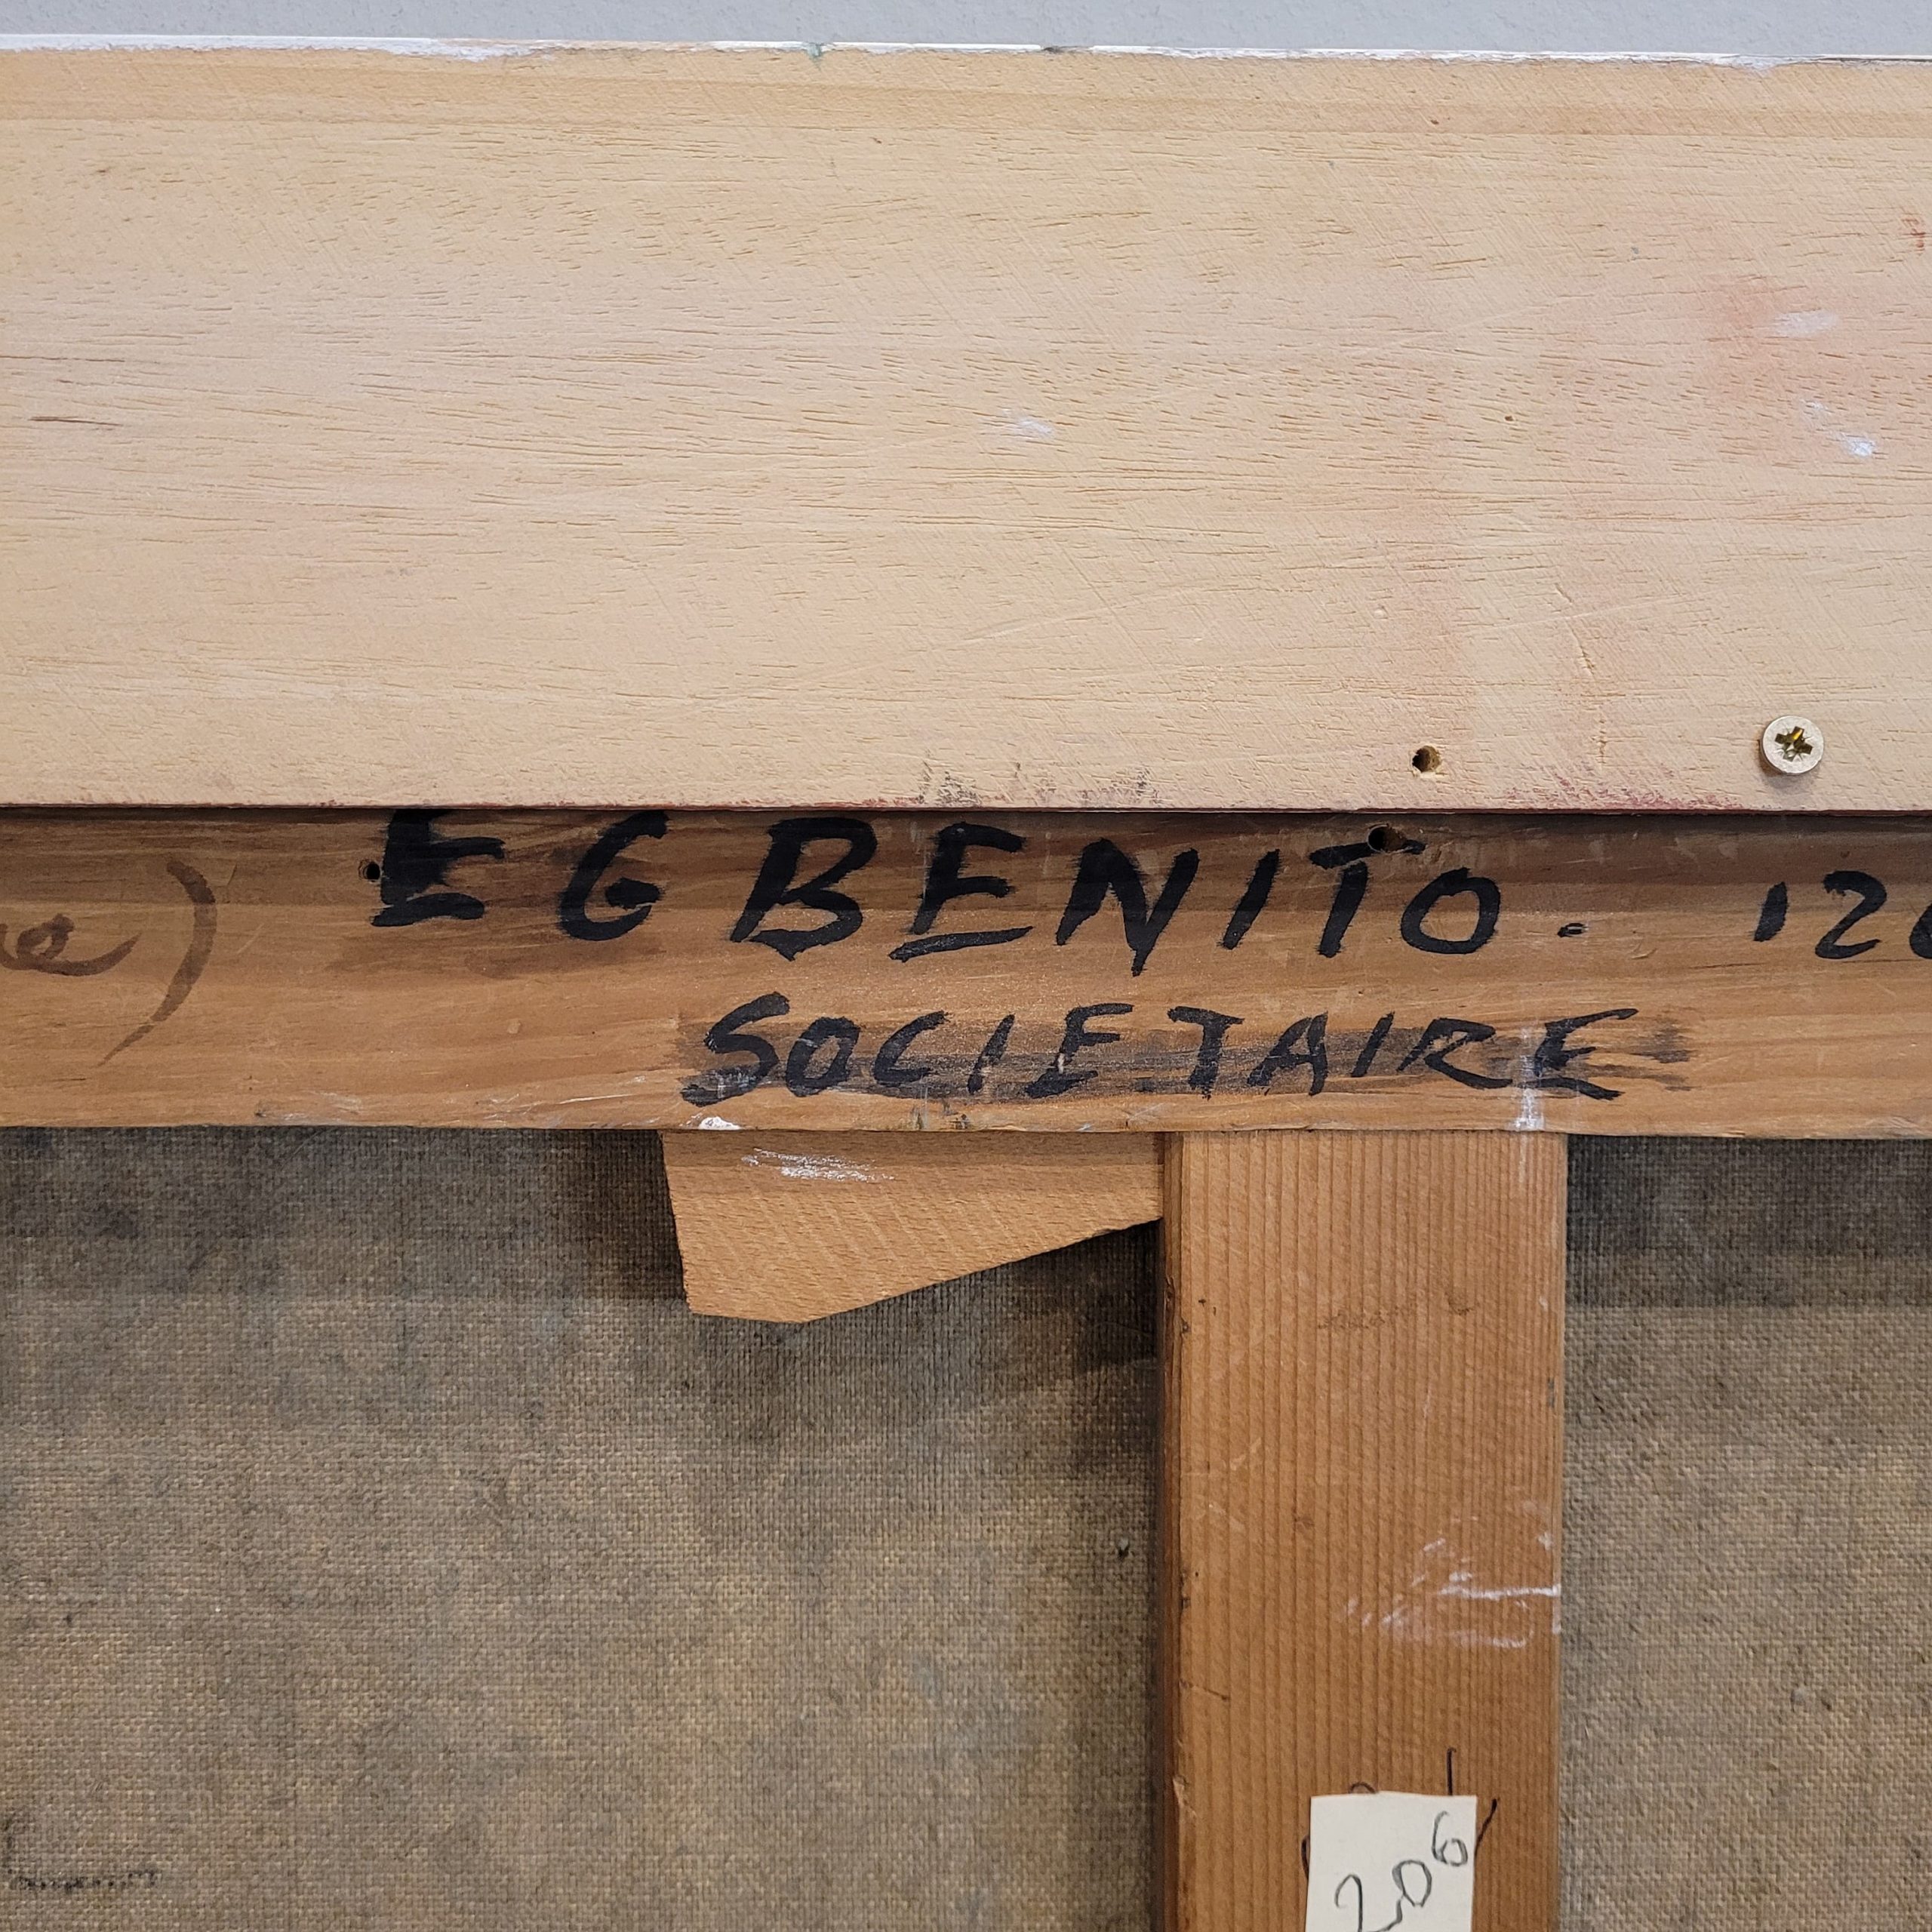 E G BENITO. 12
SOCIETAIRE
206